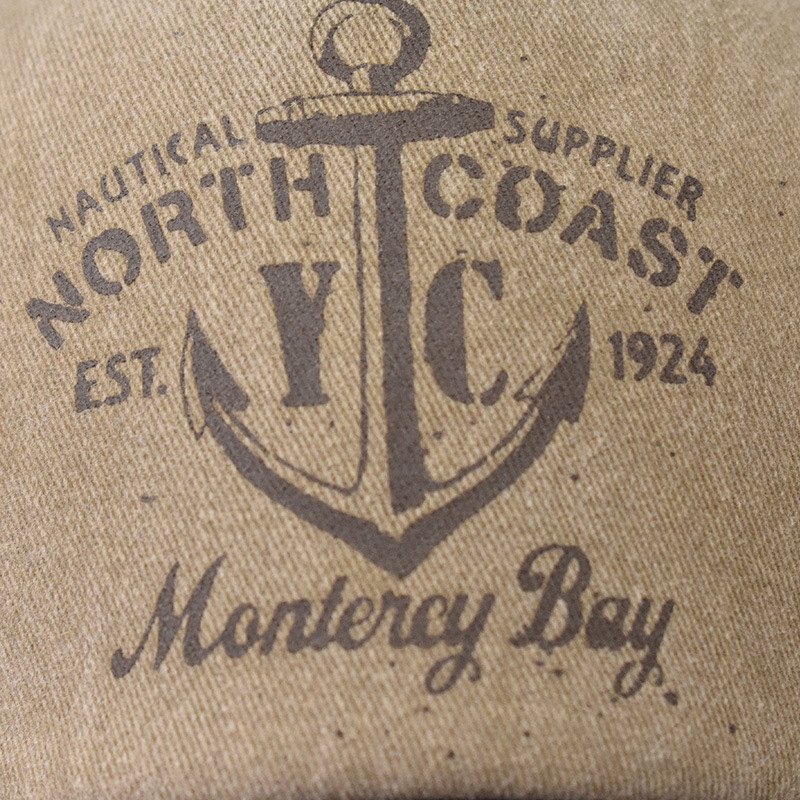 NAUTICAL SUPPLIER
NORTH COAST
Y C
EST. 1924
Monterey Bay